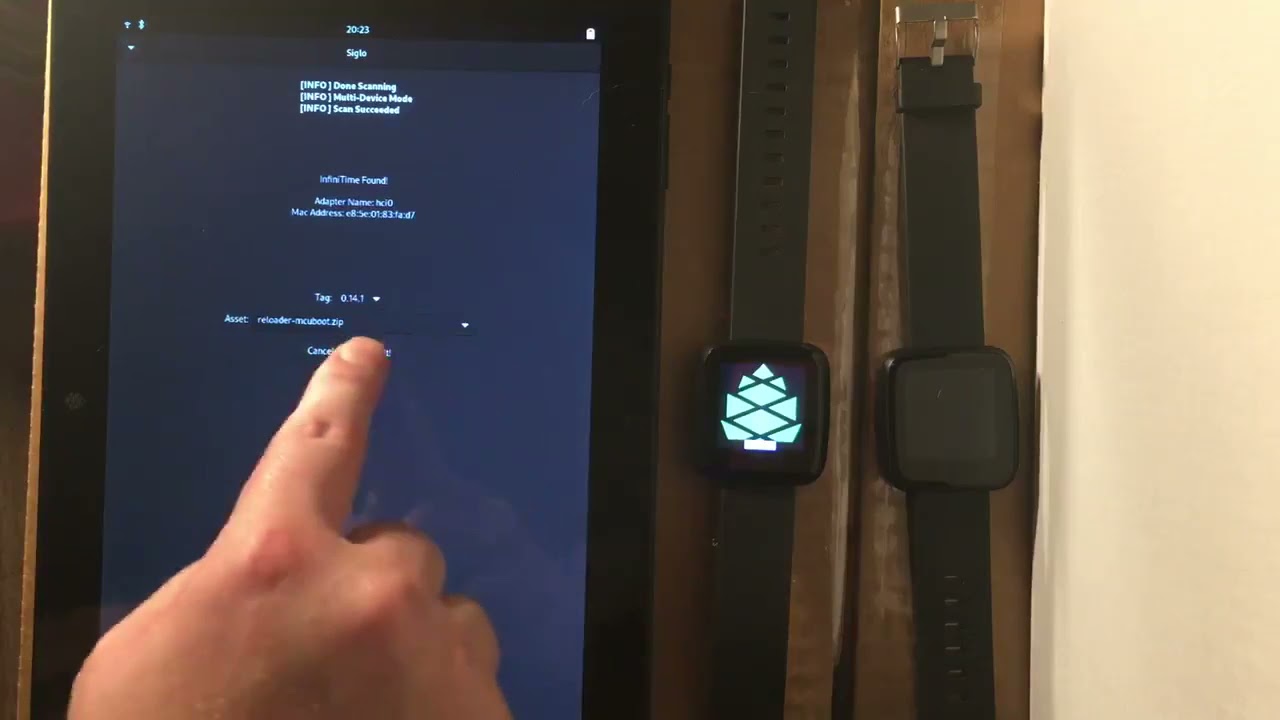 20:23
Siglo
[INFO ] Done Scanning
[INFO ] Multi-Device Mode
[INFO ] Scan Succeeded
InfiniTime Found!
Adapter Name: hci0
Mac Address: e8:5e:01:83:fa:d7
Tag: 0.14.1
Asset: reloader-mcuboot.zip
Cancel